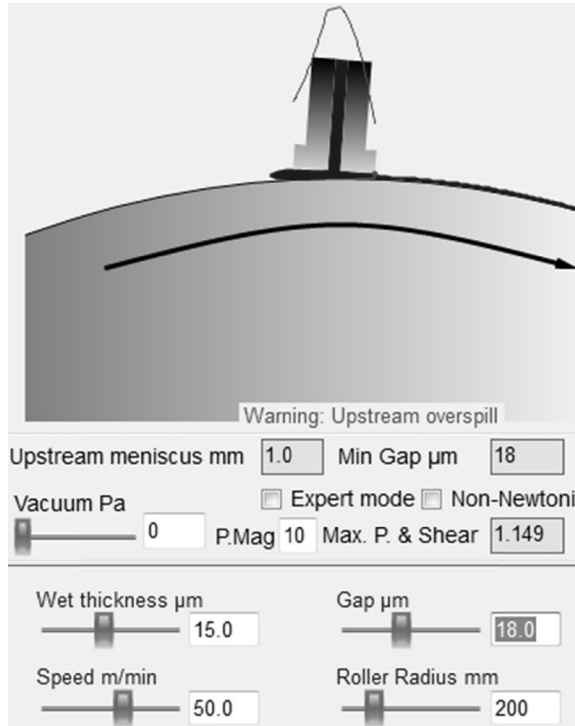 Warning: Upstream overspill
Upstream meniscus mm 1.0 Min Gap µm 18
Vacuum Pa Expert mode Non-Newtoni
0 P.Mag 10 Max. P. & Shear 1.149
Wet thickness µm Gap µm
15.0 18.0
Speed m/min Roller Radius mm
50.0 200